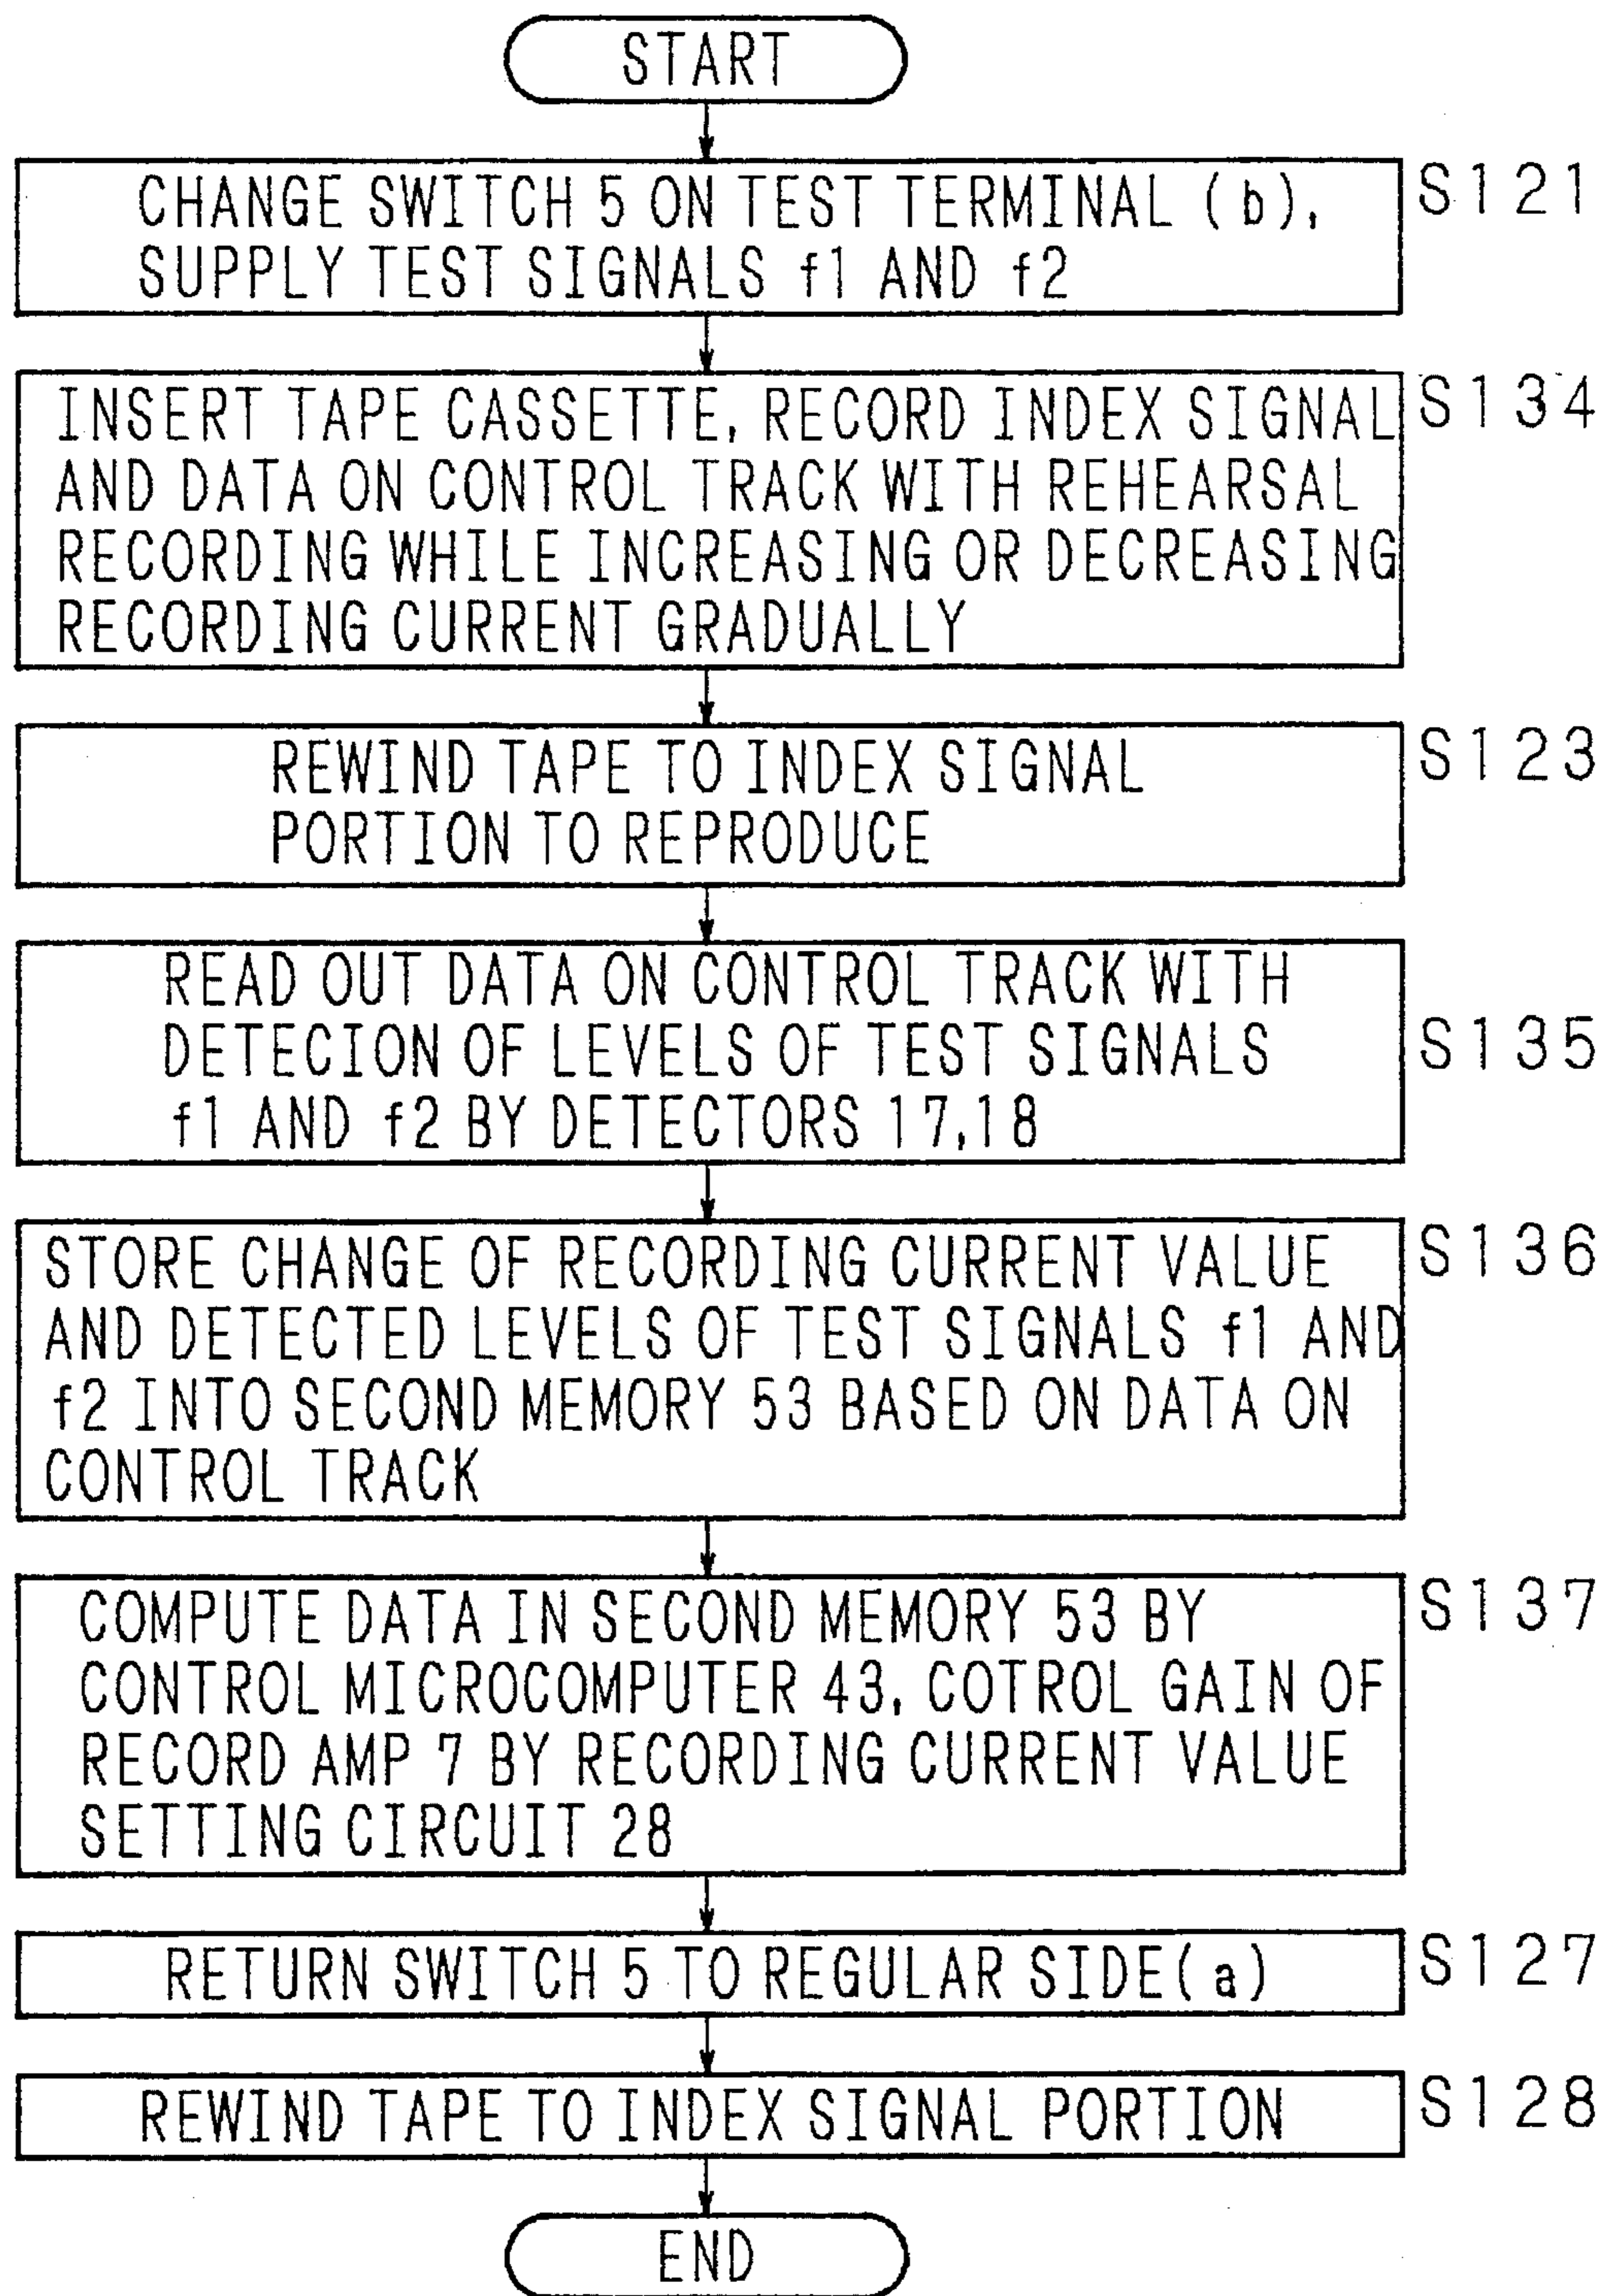 START
CHANGE SWITCH 5 ON TEST TERMINAL (b),
SUPPLY TEST SIGNALS f1 AND f2
S121
INSERT TAPE CASSETTE, RECORD INDEX SIGNAL
AND DATA ON CONTROL TRACK WITH REHEARSAL
RECORDING WHILE INCREASING OR DECREASING
RECORDING CURRENT GRADUALLY
S134
REWIND TAPE TO INDEX SIGNAL
PORTION TO REPRODUCE
S123
READ OUT DATA ON CONTROL TRACK WITH
DETECION OF LEVELS OF TEST SIGNALS
f1 AND f2 BY DETECTORS 17,18
S135
STORE CHANGE OF RECORDING CURRENT VALUE
AND DETECTED LEVELS OF TEST SIGNALS f1 AND
f2 INTO SECOND MEMORY 53 BASED ON DATA ON
CONTROL TRACK
S136
COMPUTE DATA IN SECOND MEMORY 53 BY
CONTROL MICROCOMPUTER 43, COTROL GAIN OF
RECORD AMP 7 BY RECORDING CURRENT VALUE
SETTING CIRCUIT 28
S137
RETURN SWITCH 5 TO REGULAR SIDE(a)
S127
REWIND TAPE TO INDEX SIGNAL PORTION
S128
END